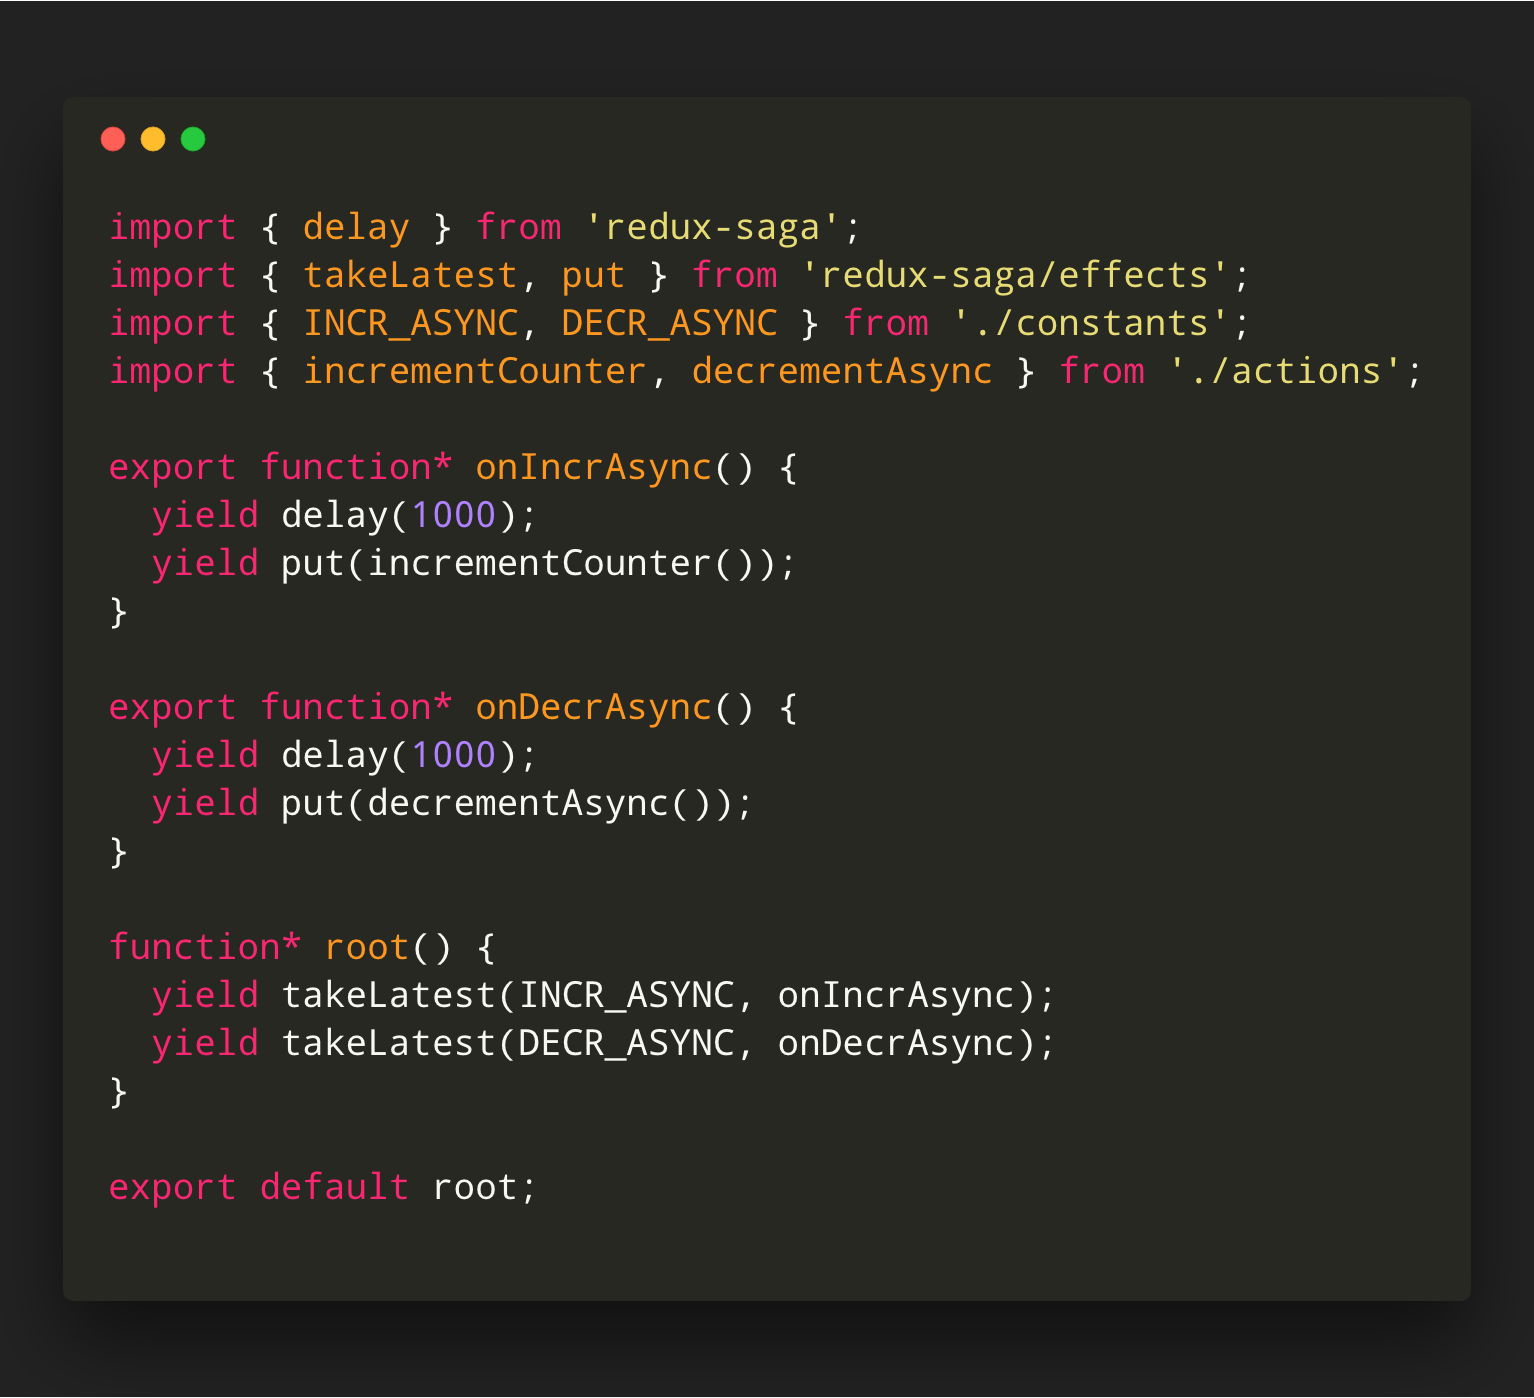 import { delay } from 'redux-saga';
import { takeLatest, put } from 'redux-saga/effects';
import { INCR_ASYNC, DECR_ASYNC } from './constants';
import { incrementCounter, decrementAsync } from './actions';

export function* onIncrAsync() {
  yield delay(1000);
  yield put(incrementCounter());
}

export function* onDecrAsync() {
  yield delay(1000);
  yield put(decrementAsync());
}

function* root() {
  yield takeLatest(INCR_ASYNC, onIncrAsync);
  yield takeLatest(DECR_ASYNC, onDecrAsync);
}

export default root;